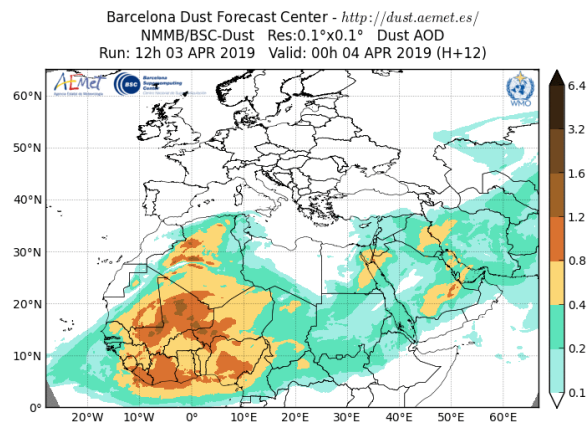 Barcelona Dust Forecast Center - http://dust.aemet.es/
NMMB/BSC-Dust Res:0.1°x0.1° Dust AOD
Run: 12h 03 APR 2019 Valid: 00h 04 APR 2019 (H+12)
AEMet
BSC
Barcelona
Supercomputing
Center
WMO
60°N
50°N
40°N
30°N
20°N
10°N
0°
20°W
10°W
0°
10°E
20°E
30°E
40°E
50°E
60°E
6.4
3.2
1.6
1.2
0.8
0.4
0.2
0.1